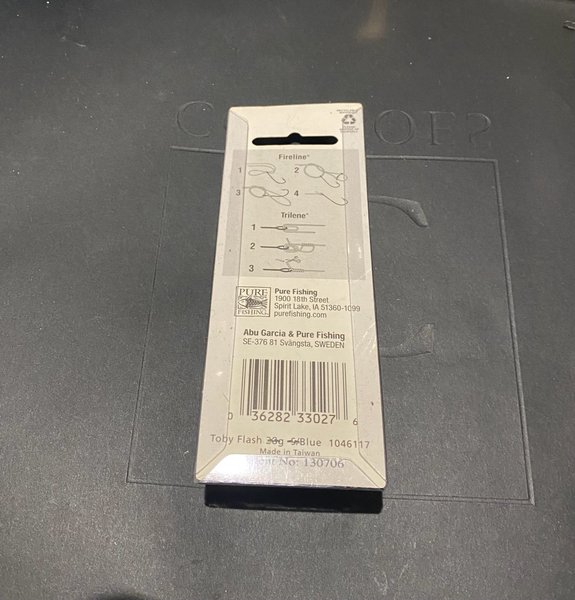 Fireline®
1
2
3
4
Trilene®
1
2
3
PURE
FISHING
Pure Fishing
1900 18th Street
Spirit Lake, IA 51360-1099
purefishing.com
Abu Garcia & Pure Fishing
SE-376 81 Svängsta, SWEDEN
0 36282 33027 6
Toby Flash 20g S/Blue 1046117
Made in Taiwan
No: 130706